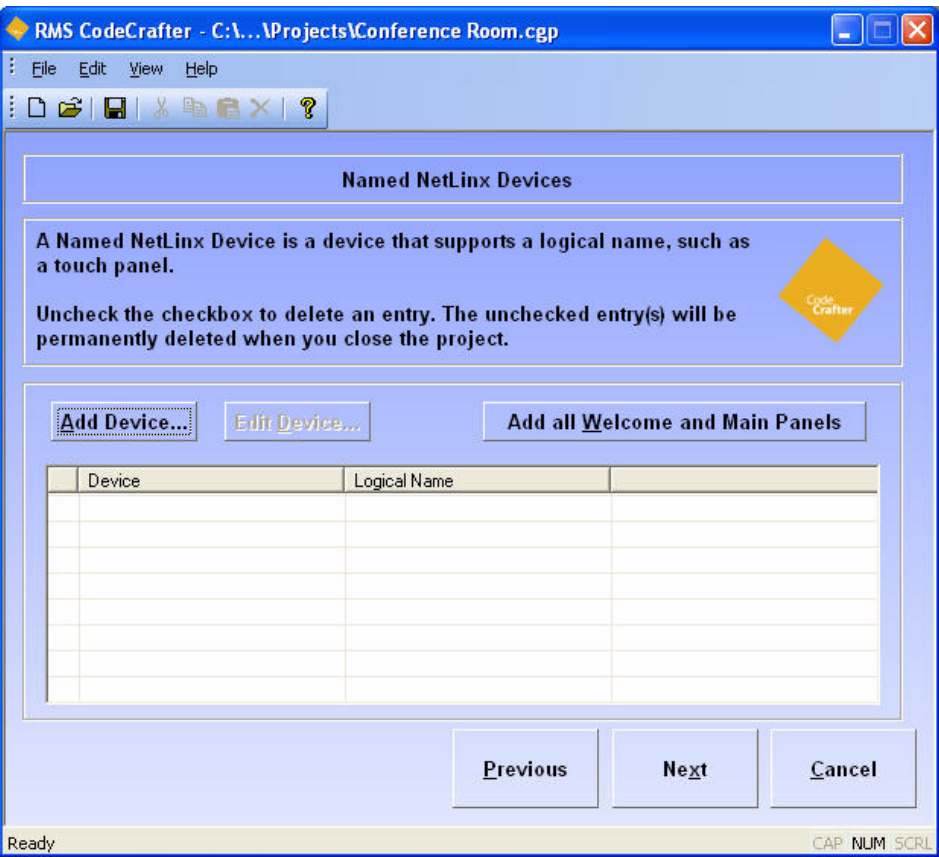 RMS CodeCrafter - C:\...\Projects\Conference Room.cgp
File Edit View Help
Named NetLinx Devices
A Named NetLinx Device is a device that supports a logical name, such as
a touch panel.
Uncheck the checkbox to delete an entry. The unchecked entry(s) will be
permanently deleted when you close the project.
Code
Crafter
Add Device... Edit Device... Add all Welcome and Main Panels
Device Logical Name
Previous Next Cancel
Ready CAP NUM SCRL